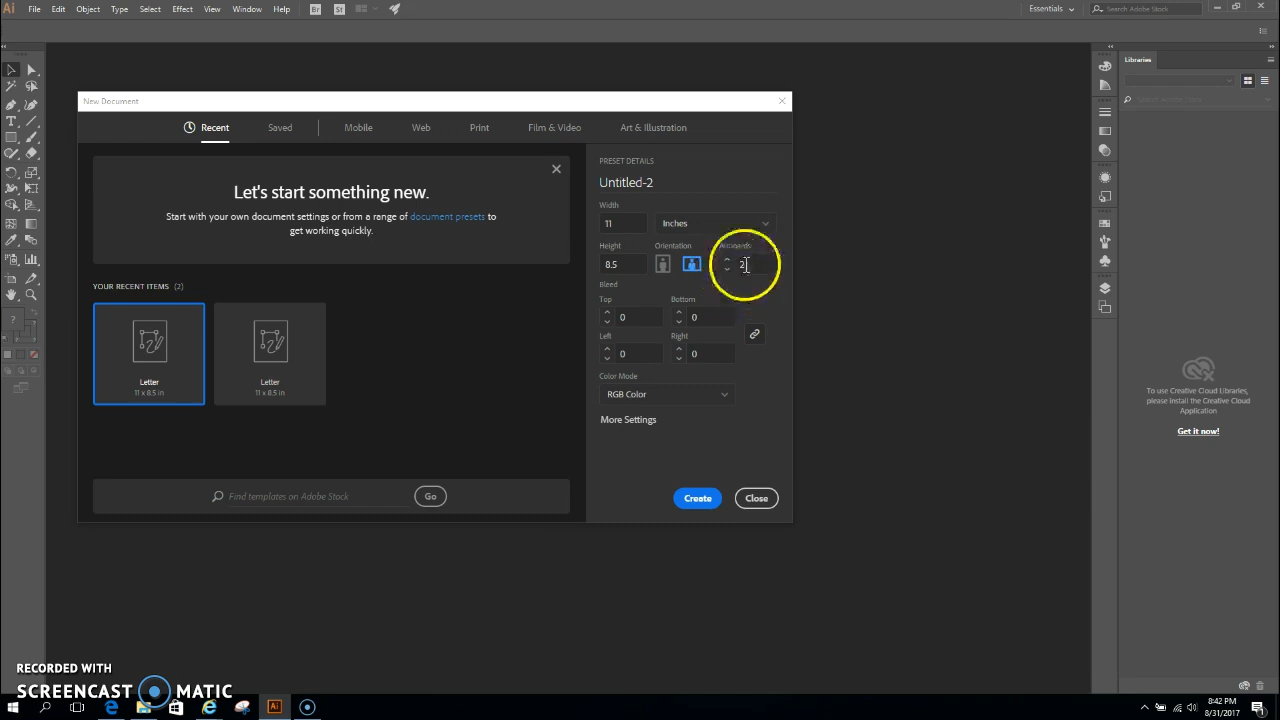 Ai File Edit Object Type Select Effect View Window Help Br St Essentials Search Adobe Stock
Libraries
New Document
Recent Saved Mobile Web Print Film & Video Art & Illustration
Let's start something new.
Start with your own document settings or from a range of document presets to
get working quickly.
YOUR RECENT ITEMS (2)
Letter
11 x 8.5 in
Letter
11 x 8.5 in
Find templates on Adobe Stock Go
PRESET DETAILS
Untitled-2
Width
11 Inches
Height Orientation Artboards
8.5 2
Bleed
Top Bottom
0 0
Left Right
0 0
Color Mode
RGB Color
More Settings
Create Close
To use Creative Cloud Libraries,
please install the Creative Cloud
Application
Get it now!
RECORDED WITH
SCREENCAST MATIC
Ai
8:42 PM
8/31/2017